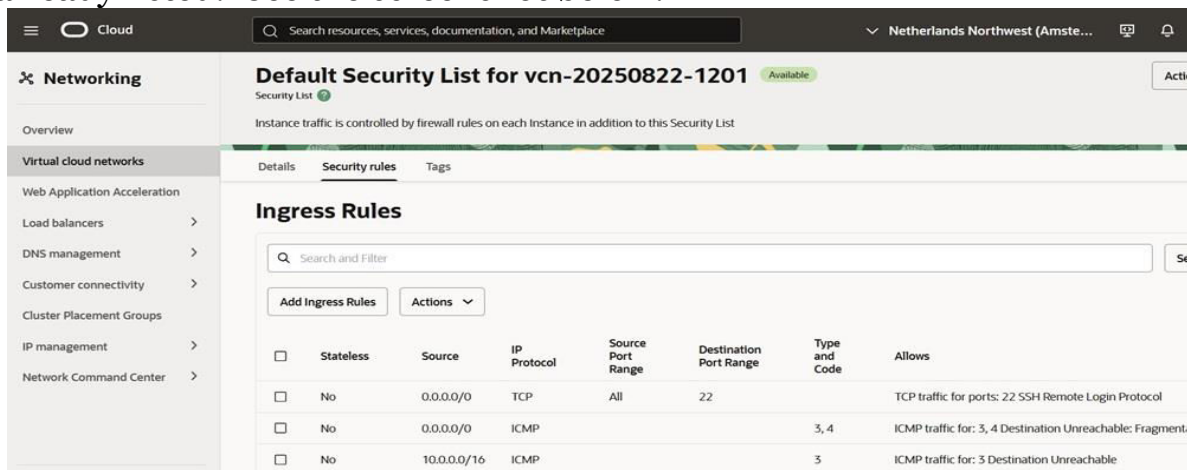 Cloud
Search resources, services, documentation, and Marketplace
Netherlands Northwest (Amste...
Networking
Overview
Virtual cloud networks
Web Application Acceleration
Load balancers
DNS management
Customer connectivity
Cluster Placement Groups
IP management
Network Command Center
Default Security List for vcn-20250822-1201 Available
Security List ?
Instance traffic is controlled by firewall rules on each Instance in addition to this Security List
Details Security rules Tags
Ingress Rules
Search and Filter
Add Ingress Rules Actions
Stateless Source IP Protocol Source Port Range Destination Port Range Type and Code Allows
No 0.0.0.0/0 TCP All 22 TCP traffic for ports: 22 SSH Remote Login Protocol
No 0.0.0.0/0 ICMP 3, 4 ICMP traffic for: 3, 4 Destination Unreachable:
No 10.0.0.0/16 ICMP 3 ICMP traffic for: 3 Destination Unreachable